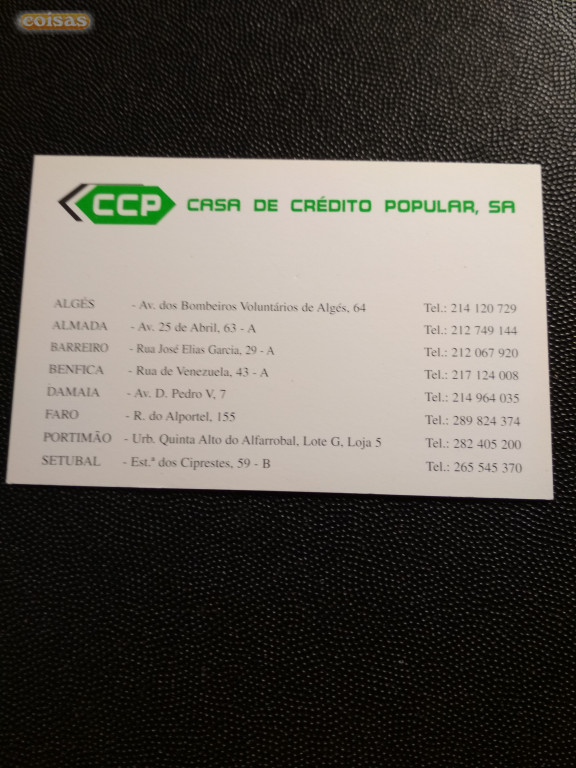 coisas
CCP CASA DE CRÉDITO POPULAR, SA
ALGÉS - Av. dos Bombeiros Voluntários de Algés, 64 Tel.: 214 120 729
ALMADA - Av. 25 de Abril, 63 - A Tel.: 212 749 144
BARREIRO - Rua José Elias Garcia, 29 - A Tel.: 212 067 920
BENFICA - Rua de Venezuela, 43 - A Tel.: 217 124 008
DAMAIA - Av. D. Pedro V, 7 Tel.: 214 964 035
FARO - R. do Alportel, 155 Tel.: 289 824 374
PORTIMÃO - Urb. Quinta Alto do Alfarrobal, Lote G, Loja 5 Tel.: 282 405 200
SETUBAL - Est.ª dos Ciprestes, 59 - B Tel.: 265 545 370